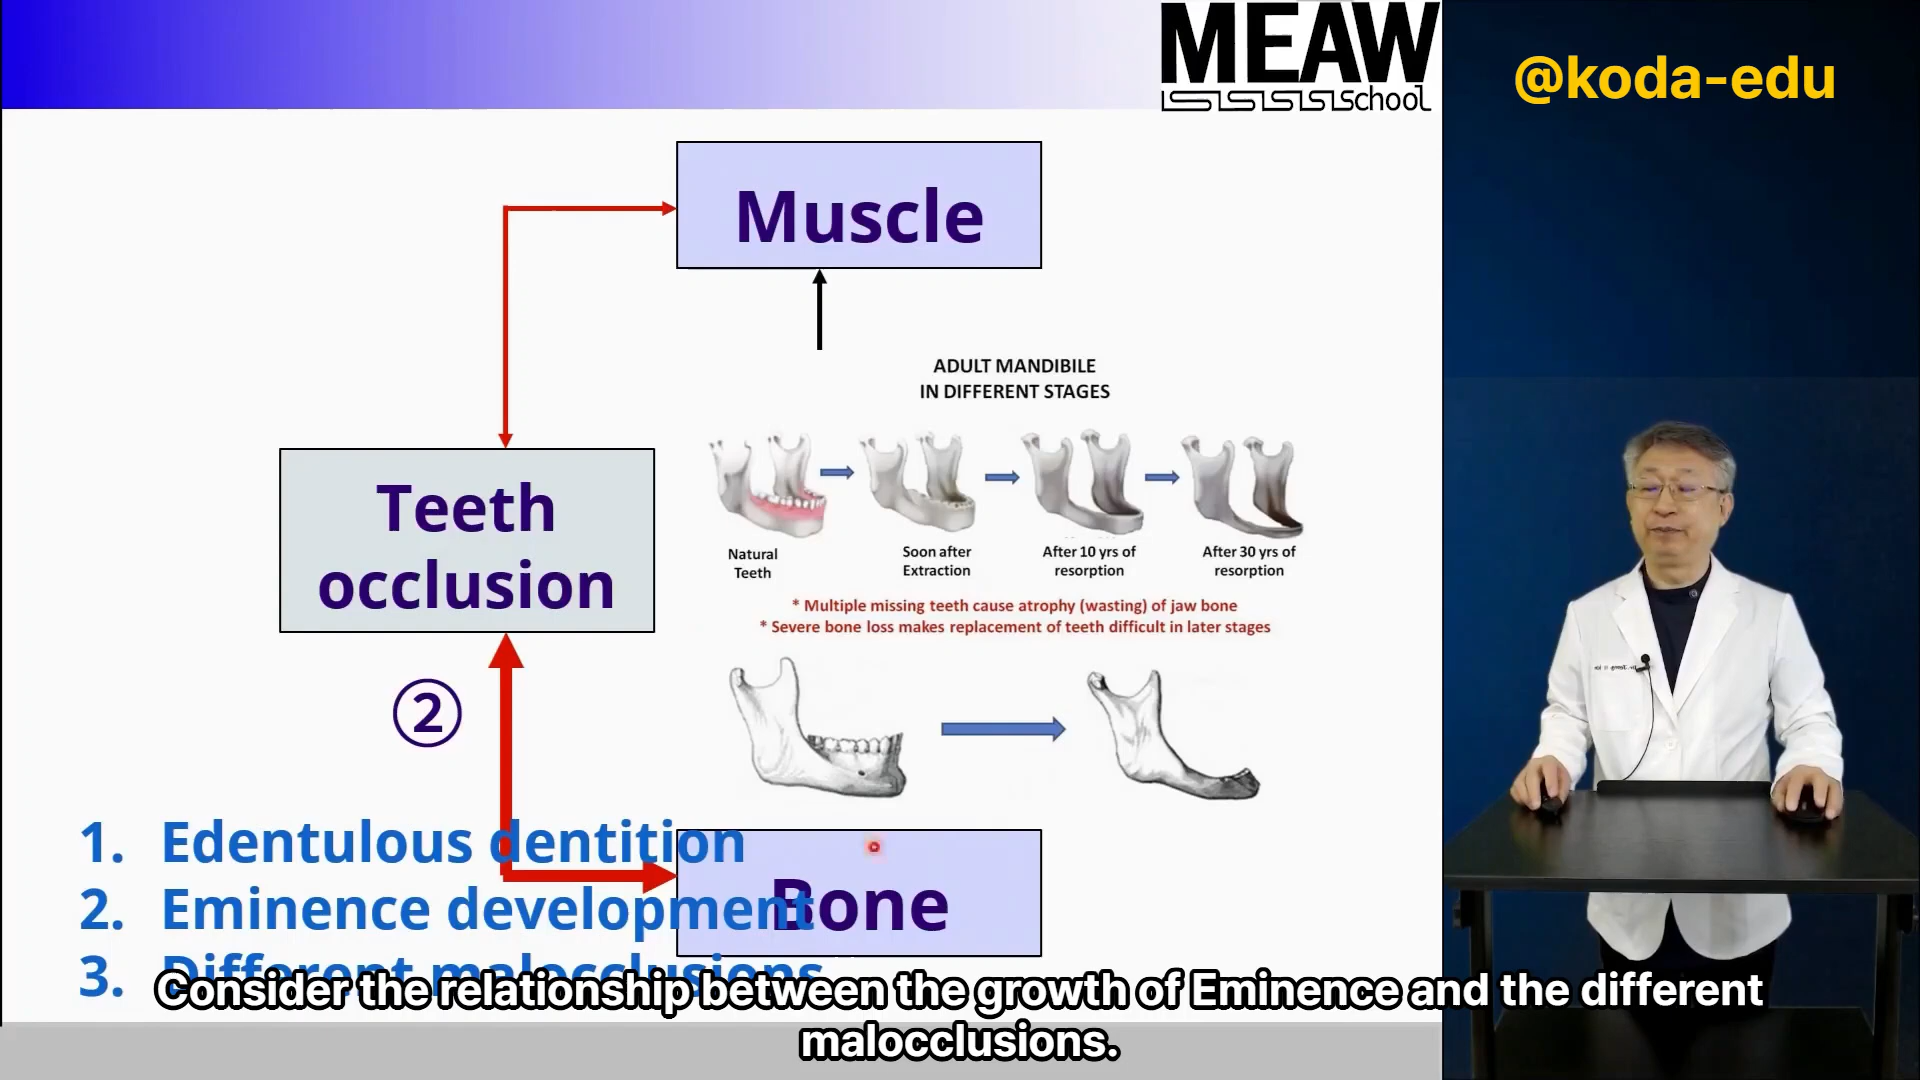 MEAW
school
@koda-edu
Muscle
ADULT MANDIBILE
IN DIFFERENT STAGES
Teeth
occlusion
Natural
Teeth
Soon after
Extraction
After 10 yrs of
resorption
After 30 yrs of
resorption
* Multiple missing teeth cause atrophy (wasting) of jaw bone
* Severe bone loss makes replacement of teeth difficult in later stages
2
1. Edentulous dentition
2. Eminence development
Bone
3. Different malocclusions
Consider the relationship between the growth of Eminence and the different
malocclusions.